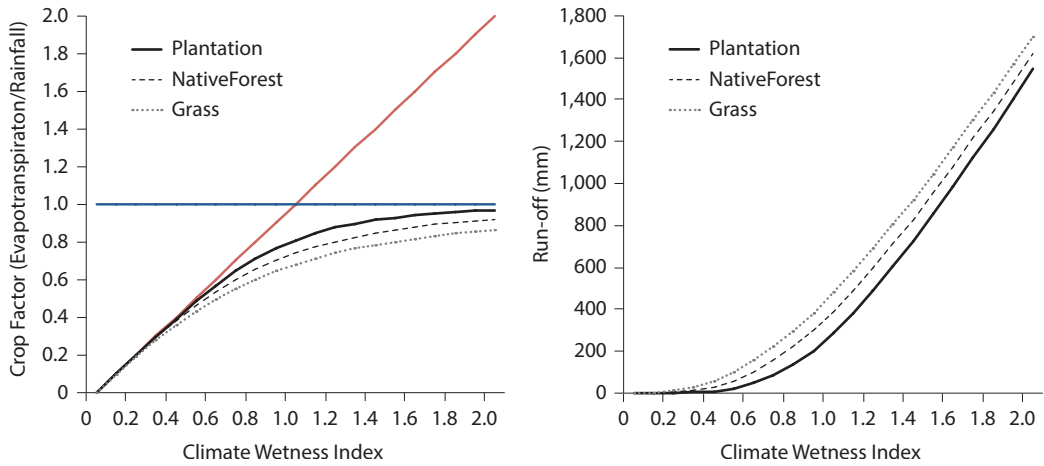 2.0
1.8
1.6
1.4
1.2
1.0
0.8
0.6
0.4
0.2
0
Crop Factor (Evapotranspiraton/Rainfall)
Plantation
NativeForest
Grass
0 0.2 0.4 0.6 0.8 1.0 1.2 1.4 1.6 1.8 2.0
Climate Wetness Index
1,800
1,600
1,400
1,200
1,000
800
600
400
200
0
Run-off (mm)
Plantation
NativeForest
Grass
0 0.2 0.4 0.6 0.8 1.0 1.2 1.4 1.6 1.8 2.0
Climate Wetness Index